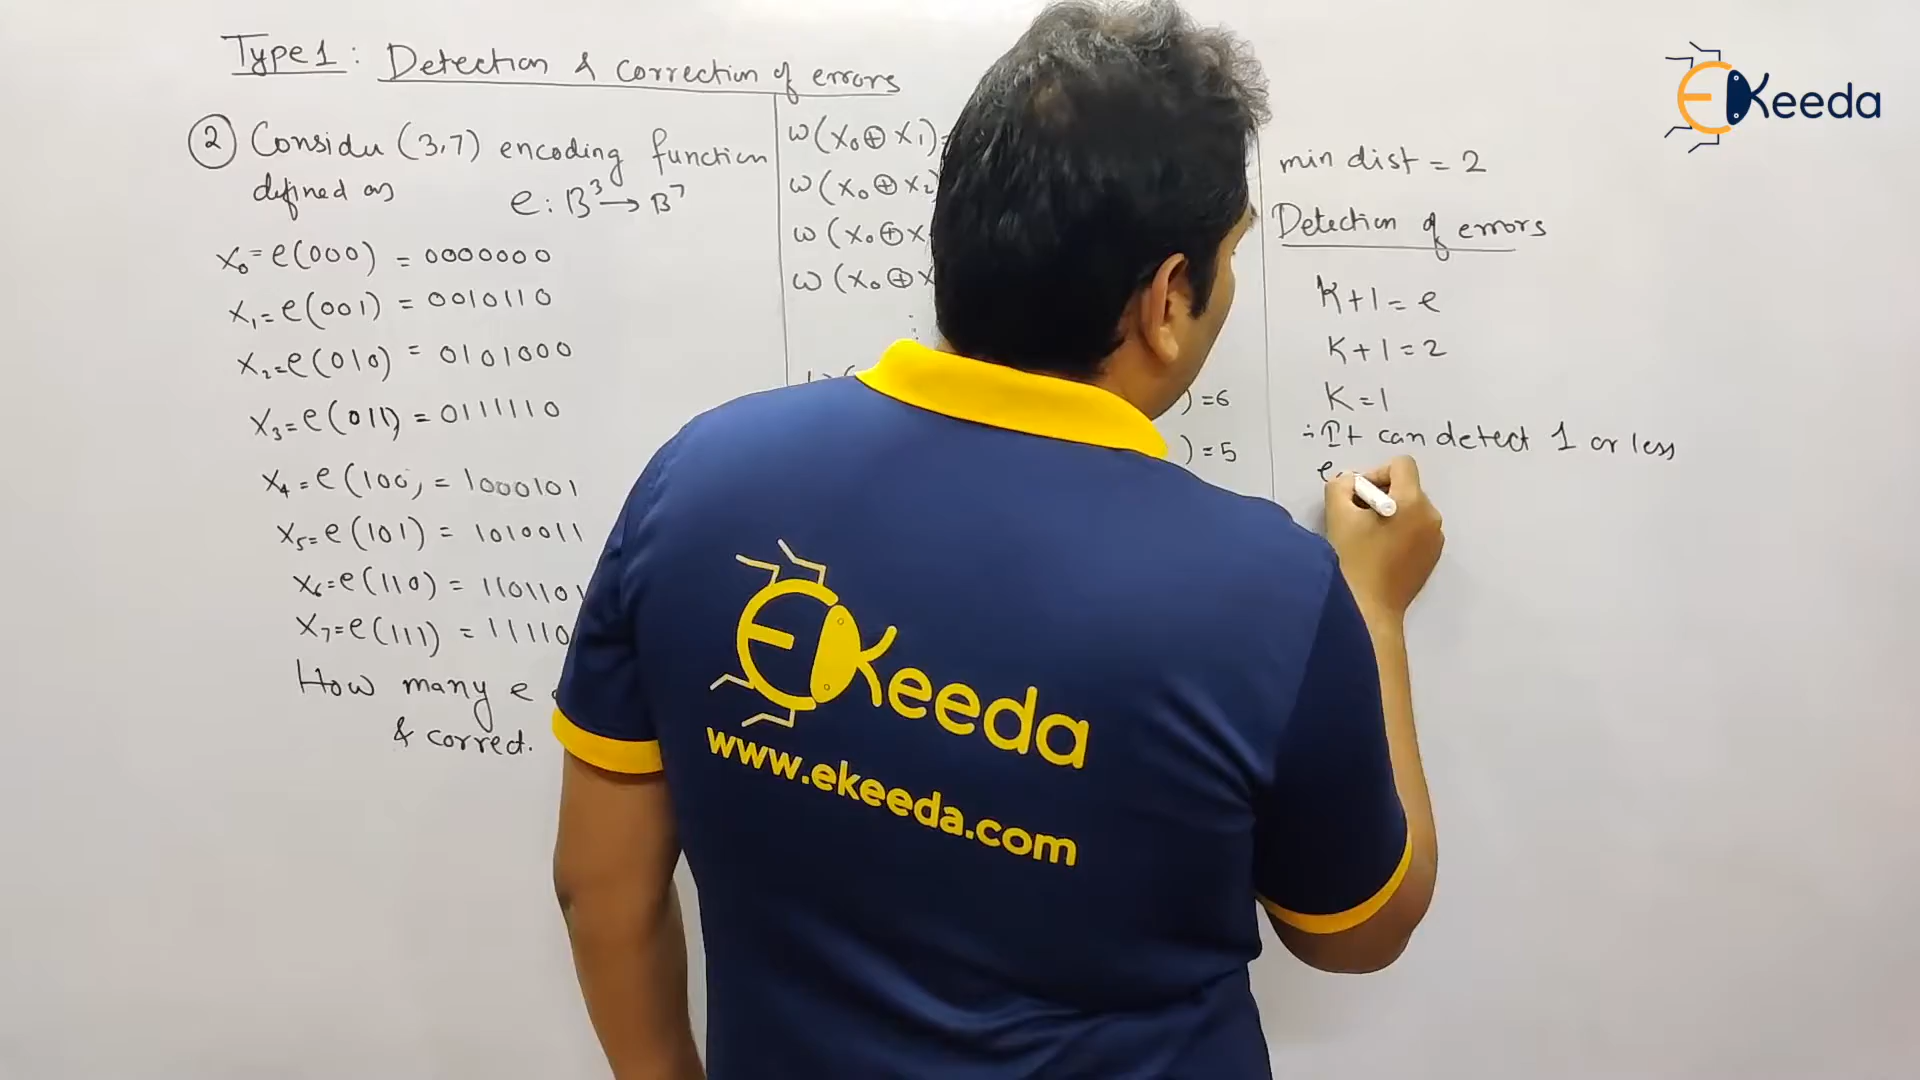 Type 1 : Detection & correction of errors
② Consider (3,7) encoding function
defined as e : B³ → B⁷
x₀ = e(000) = 0000000
x₁ = e(001) = 0010110
x₂ = e(010) = 0101000
x₃ = e(011) = 0111110
x₄ = e(100) = 1000101
x₅ = e(101) = 1010011
x₆ = e(110) = 110110
x₇ = e(111) = 11110
How many e
& correct.
w(x₀ ⊕ x₁) =
w(x₀ ⊕ x₂)
w(x₀ ⊕ x
w(x₀ ⊕ x
) = 6
) = 5
min dist = 2
Detection of errors
K+1 = e
K+1 = 2
K = 1
∴ It can detect 1 or less
e
EKeeda
EKeeda
www.ekeeda.com